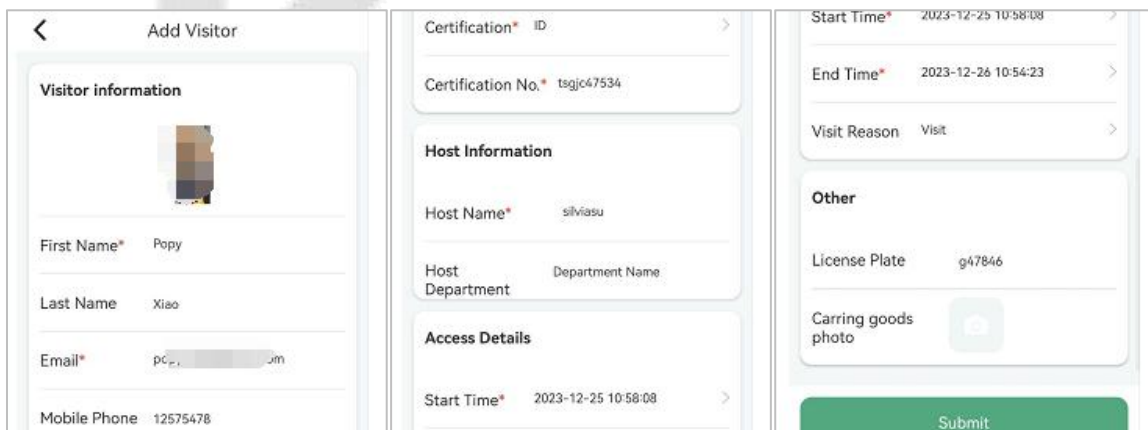 Add Visitor
Visitor information
First Name* Popy
Last Name Xiao
Email*
Mobile Phone 12575478
Certification* ID
Certification No.* tsgjc47534
Host Information
Host Name* silviasu
Host Department Department Name
Access Details
Start Time* 2023-12-25 10:58:08
Start Time* 2023-12-25 10:58:08
End Time* 2023-12-26 10:54:23
Visit Reason Visit
Other
License Plate g47846
Carring goods
photo
Submit